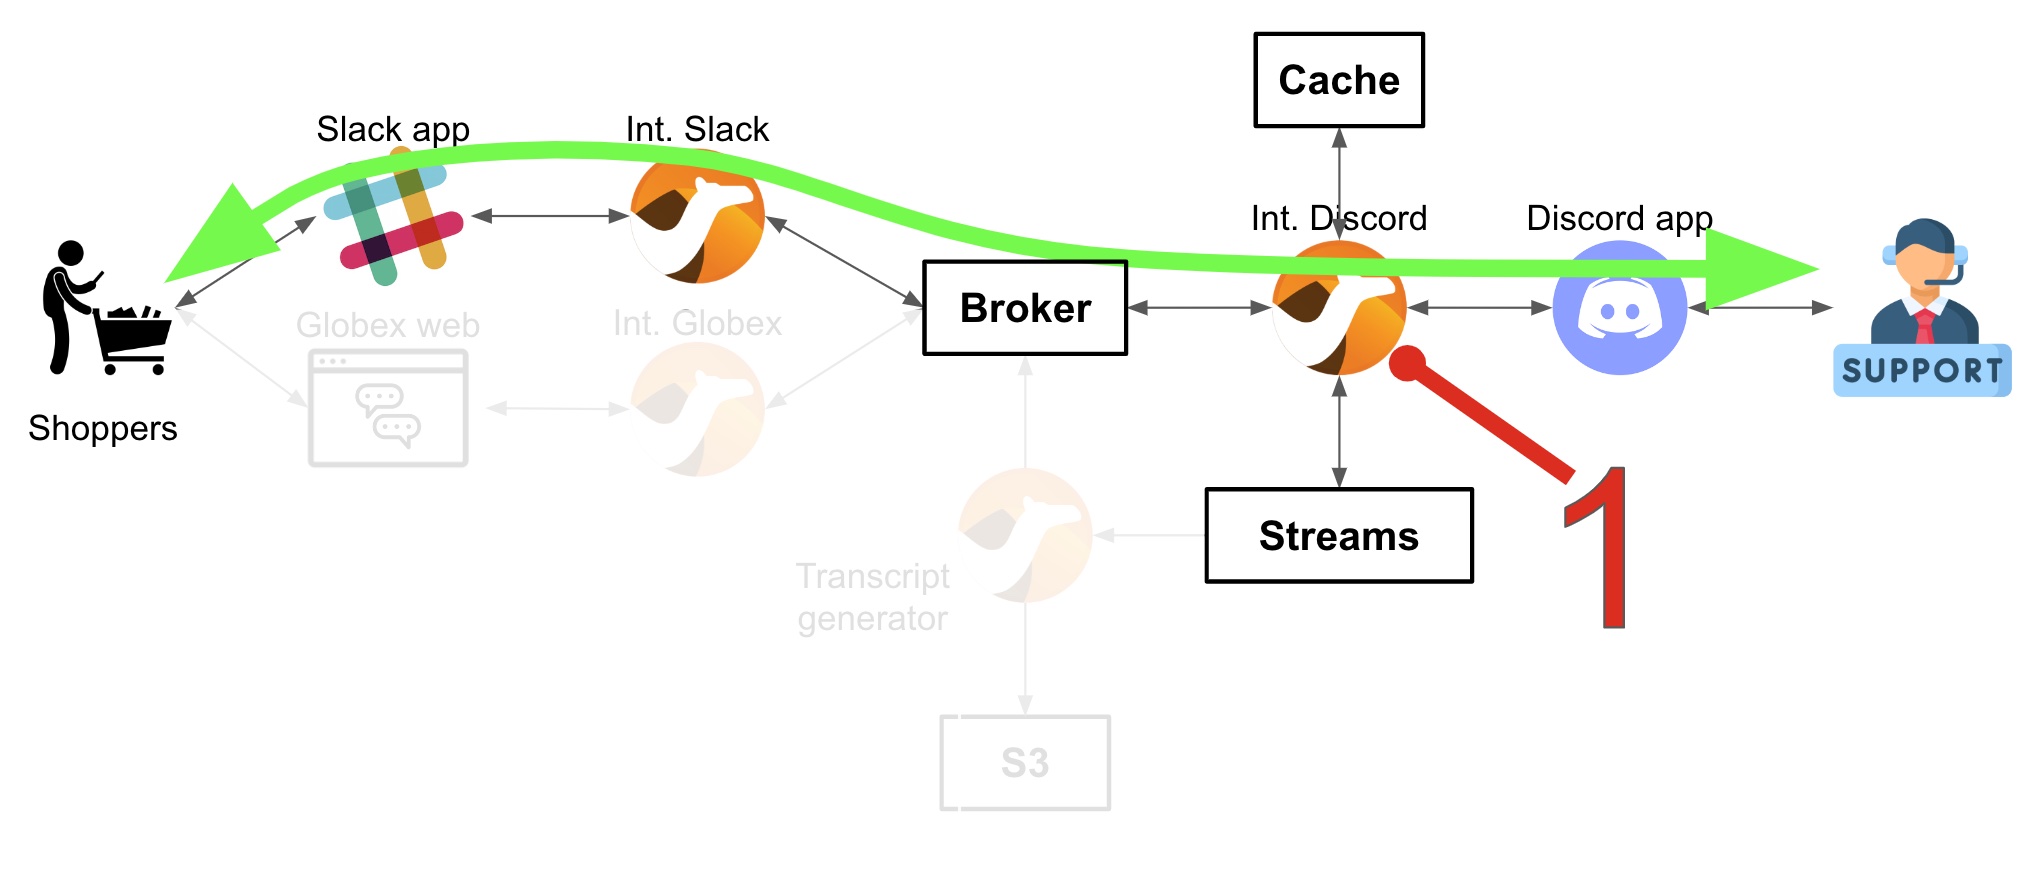 Cache
Slack app
Int. Slack
Int. Discord
Discord app
Broker
Globex web
Int. Globex
SUPPORT
Shoppers
1
Streams
Transcript
generator
S3